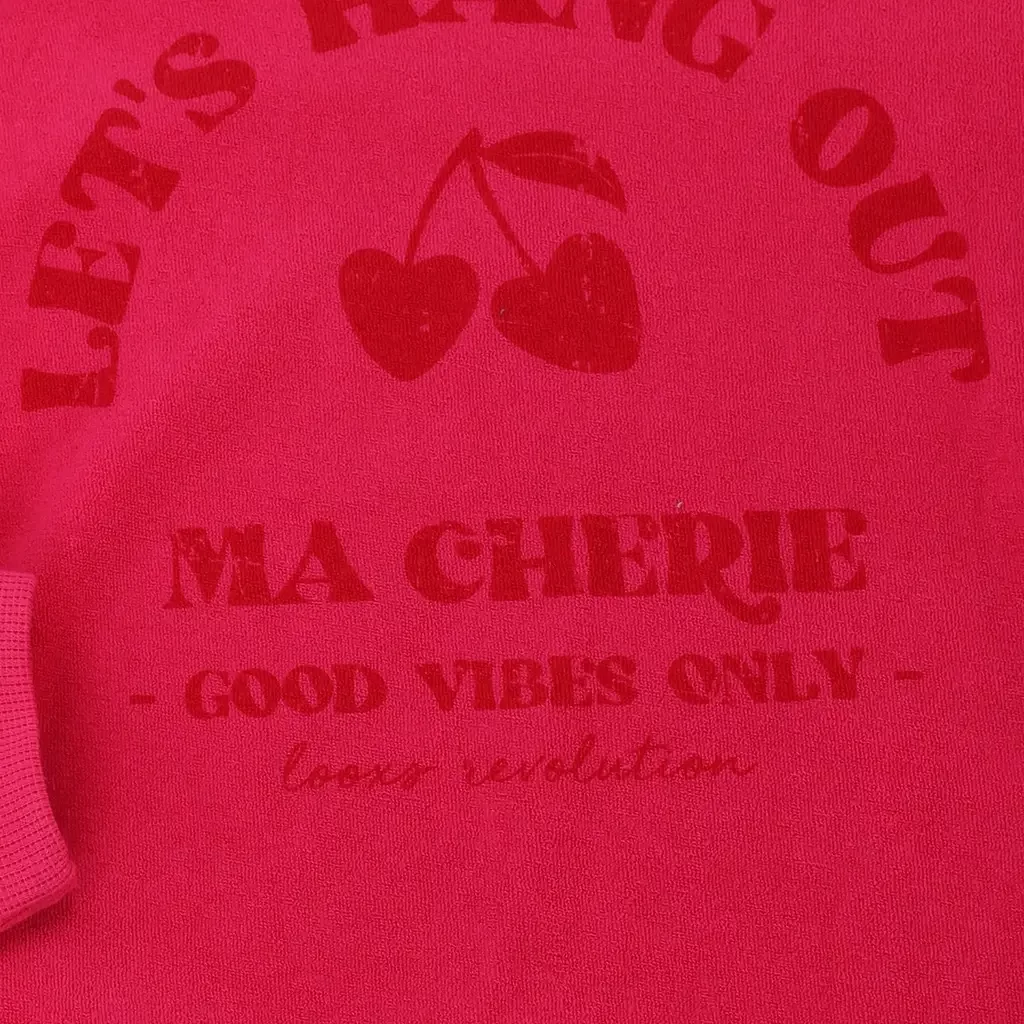 LET'S HANG OUT
MA CHERIE
- GOOD VIBES ONLY -
looxs revolution